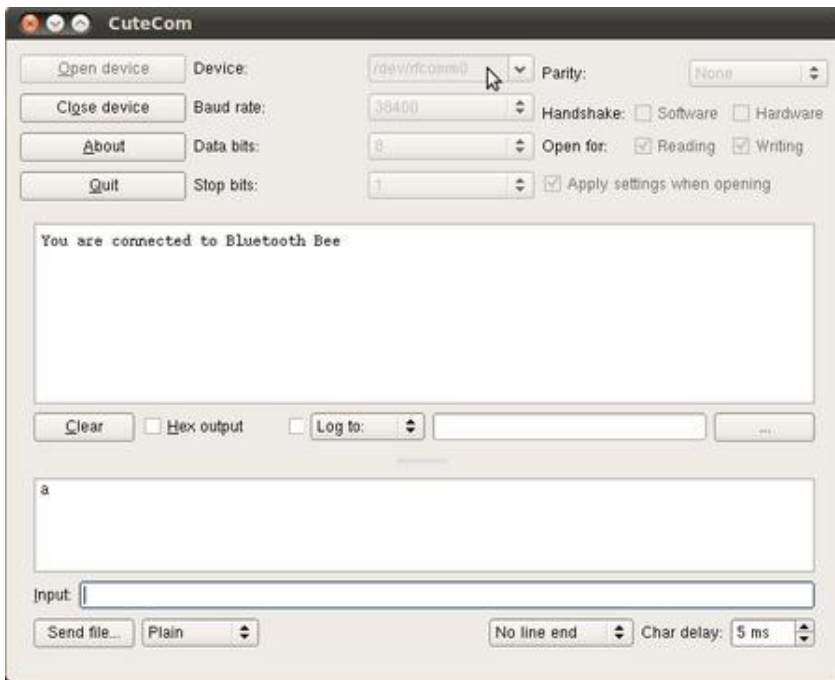 CuteCom
Open device Device: /dev/rfcomm0 Parity: None
Close device Baud rate: 38400 Handshake: Software Hardware
About Data bits: 8 Open for: Reading Writing
Quit Stop bits: 1 Apply settings when opening
You are connected to Bluetooth Bee
Clear Hex output Log to: ...
a
Input:
Send file... Plain No line end Char delay: 5 ms